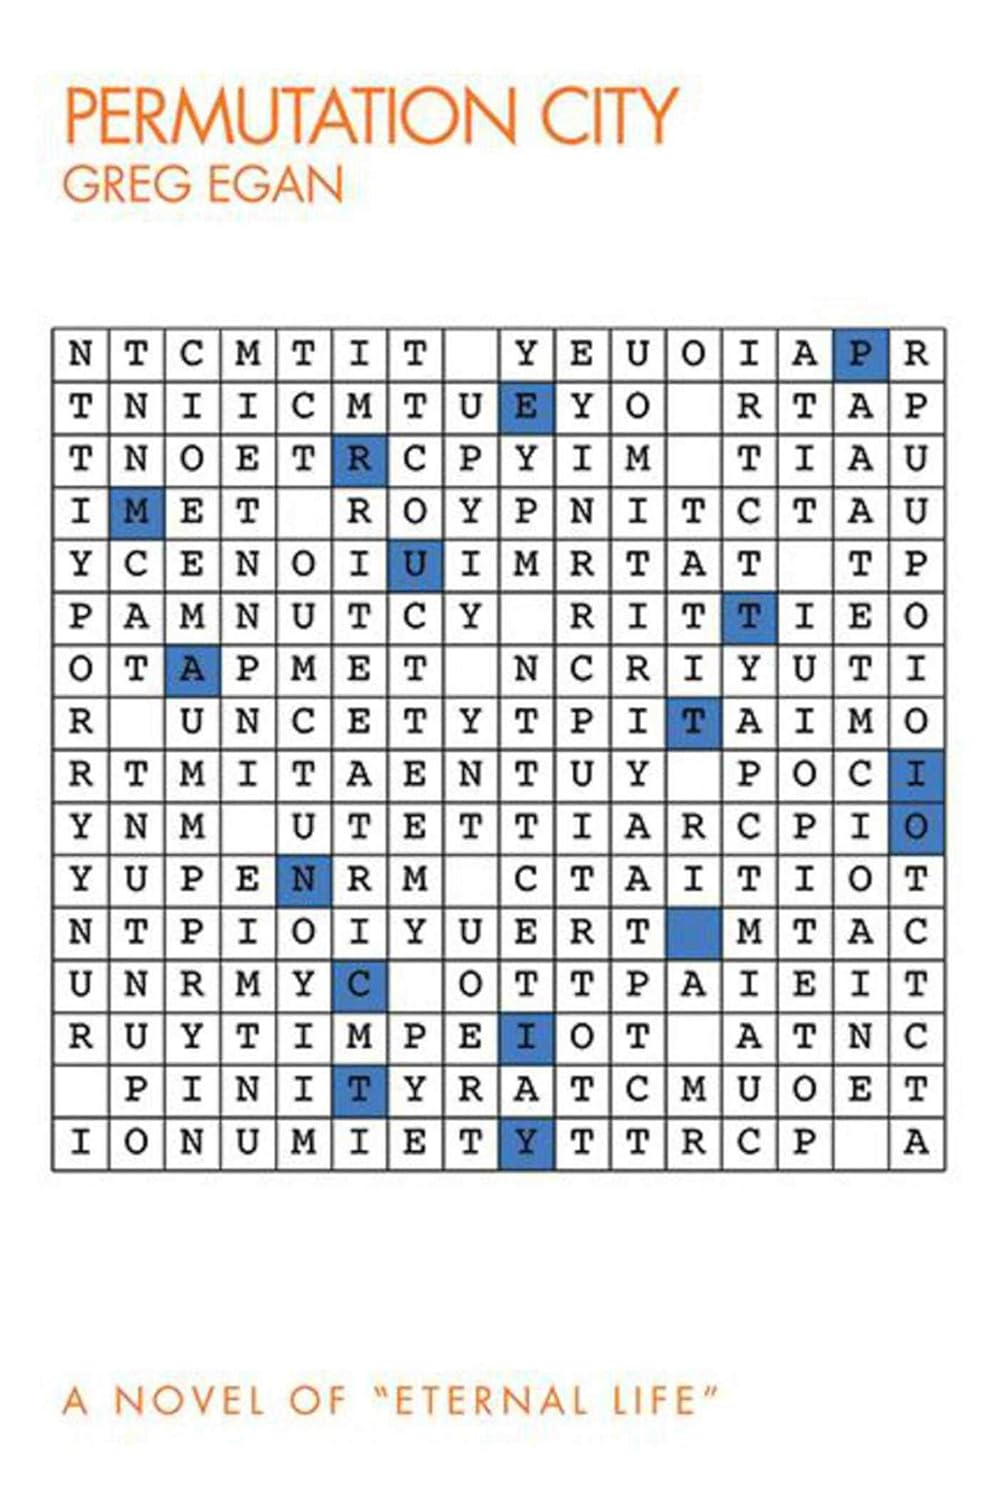 PERMUTATION CITY
GREG EGAN
N T C M T I T   Y E U O I A P R
T N I I C M T U E Y O   R T A P
T N O E T R C P Y I M   T I A U
I M E T   R O Y P N I T C T A U
Y C E N O I U I M R T A T   T P
P A M N U T C Y   R I T T I E O
O T A P M E T   N C R I Y U T I
R   U N C E T Y T P I T A I M O
R T M I T A E N T U Y   P O C I
Y N M   U T E T T I A R C P I O
Y U P E N R M   C T A I T I O T
N T P I O I Y U E R T   M T A C
U N R M Y C   O T T P A I E I T
R U Y T I M P E I O T   A T N C
  P I N I T Y R A T C M U O E T
I O N U M I E T Y T T R C P   A
A NOVEL OF “ETERNAL LIFE”